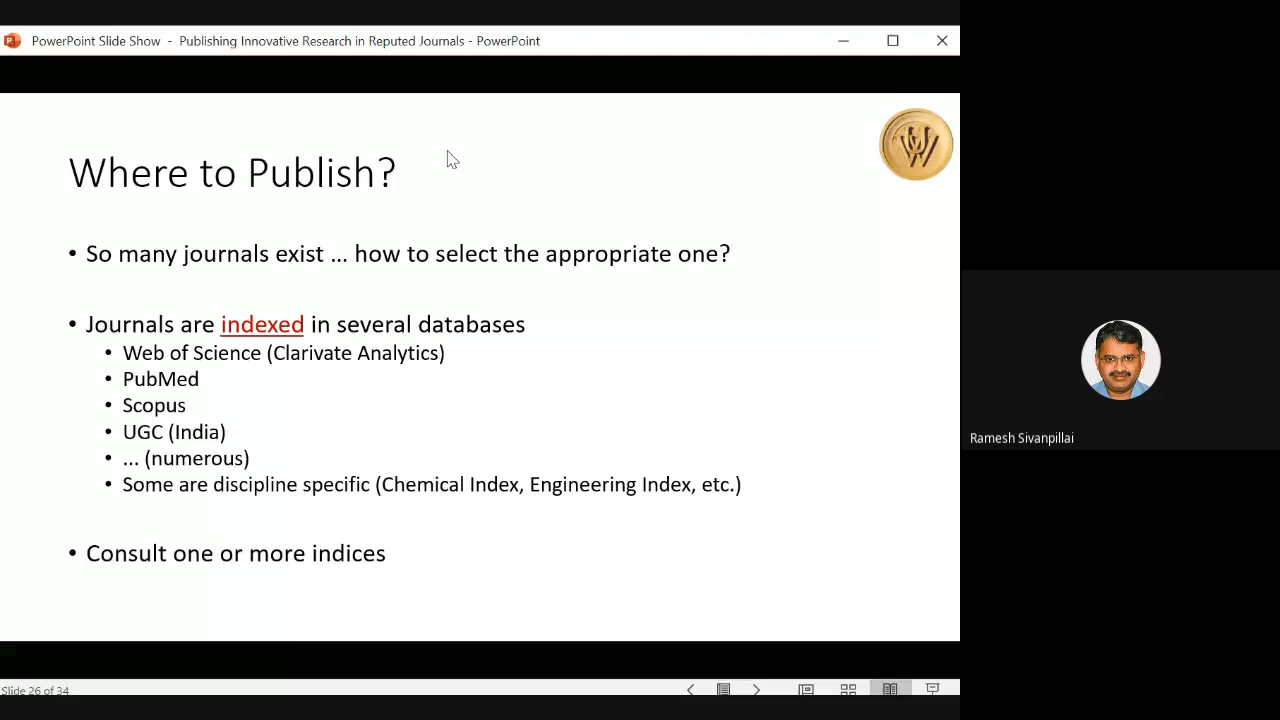 PowerPoint Slide Show - Publishing Innovative Research in Reputed Journals - PowerPoint
Where to Publish?
• So many journals exist ... how to select the appropriate one?
• Journals are indexed in several databases
• Web of Science (Clarivate Analytics)
• PubMed
• Scopus
• UGC (India)
• ... (numerous)
• Some are discipline specific (Chemical Index, Engineering Index, etc.)
• Consult one or more indices
Slide 26 of 34
Ramesh Sivanpillai